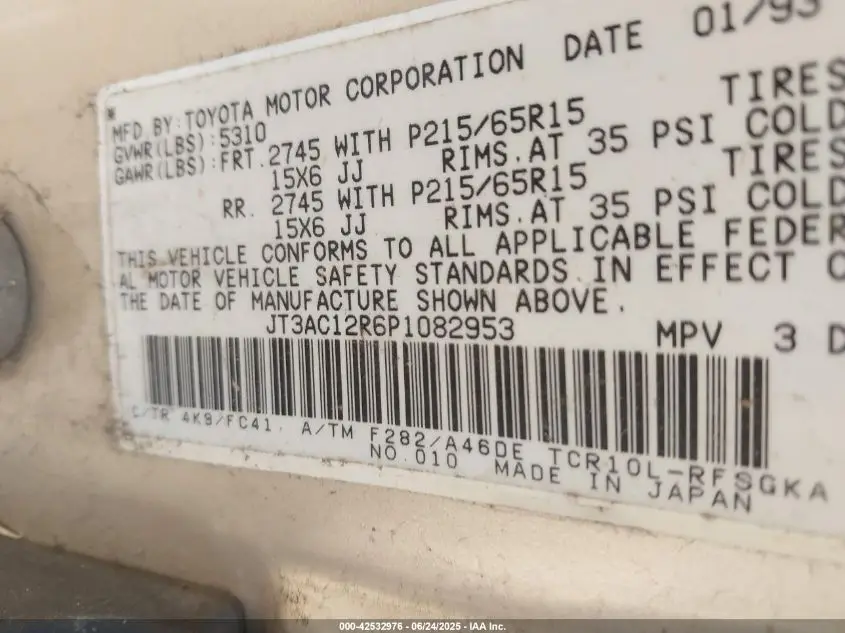 MFD. BY: TOYOTA MOTOR CORPORATION DATE 01/93
GVWR(LBS): 5310
GAWR(LBS): FRT. 2745 WITH P215/65R15 TIRES
15X6 JJ RIMS. AT 35 PSI COLD
RR. 2745 WITH P215/65R15 TIRES
15X6 JJ RIMS. AT 35 PSI COLD
THIS VEHICLE CONFORMS TO ALL APPLICABLE FEDER
AL MOTOR VEHICLE SAFETY STANDARDS IN EFFECT O
THE DATE OF MANUFACTURE SHOWN ABOVE.
JT3AC12R6P1082953 MPV 3 D
C/TR 4K9/FC41, A/TM F282/A46DE TCR10L-RFSGKA
NO.010 MADE IN JAPAN
000-42532976 - 06/24/2025 - IAA Inc.